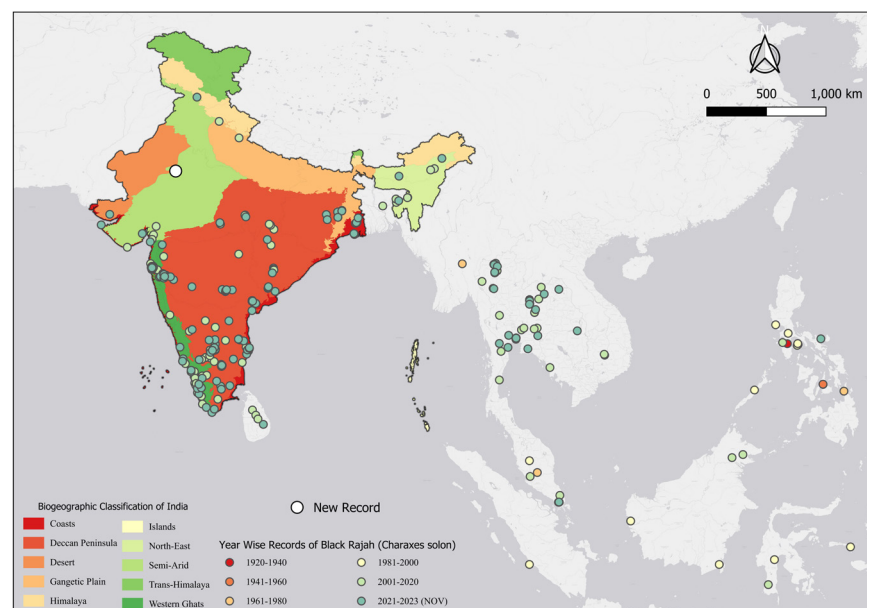 N
0 500 1,000 km
Biogeographic Classification of India
Coasts
Deccan Peninsula
Desert
Gangetic Plain
Himalaya
Islands
North-East
Semi-Arid
Trans-Himalaya
Western Ghats
New Record
Year Wise Records of Black Rajah (Charaxes solon)
1920-1940
1941-1960
1961-1980
1981-2000
2001-2020
2021-2023 (NOV)